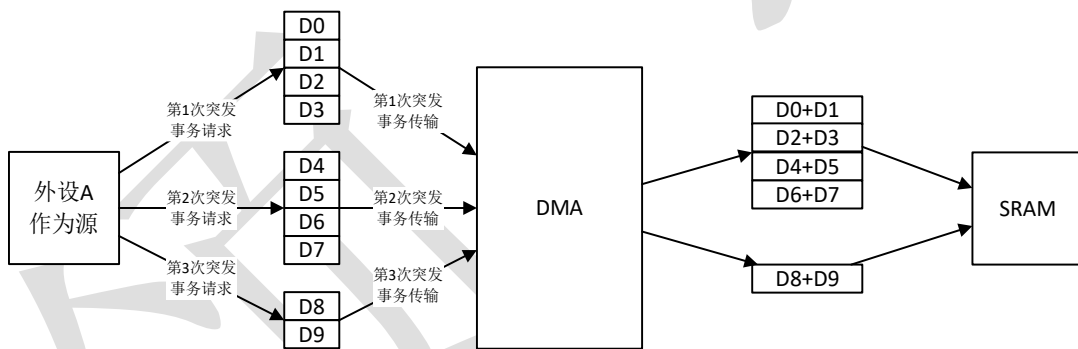 外设A
作为源
第1次突发
事务请求
第2次突发
事务请求
第3次突发
事务请求
D0
D1
D2
D3
D4
D5
D6
D7
D8
D9
第1次突发
事务传输
第2次突发
事务传输
第3次突发
事务传输
DMA
D0+D1
D2+D3
D4+D5
D6+D7
D8+D9
SRAM